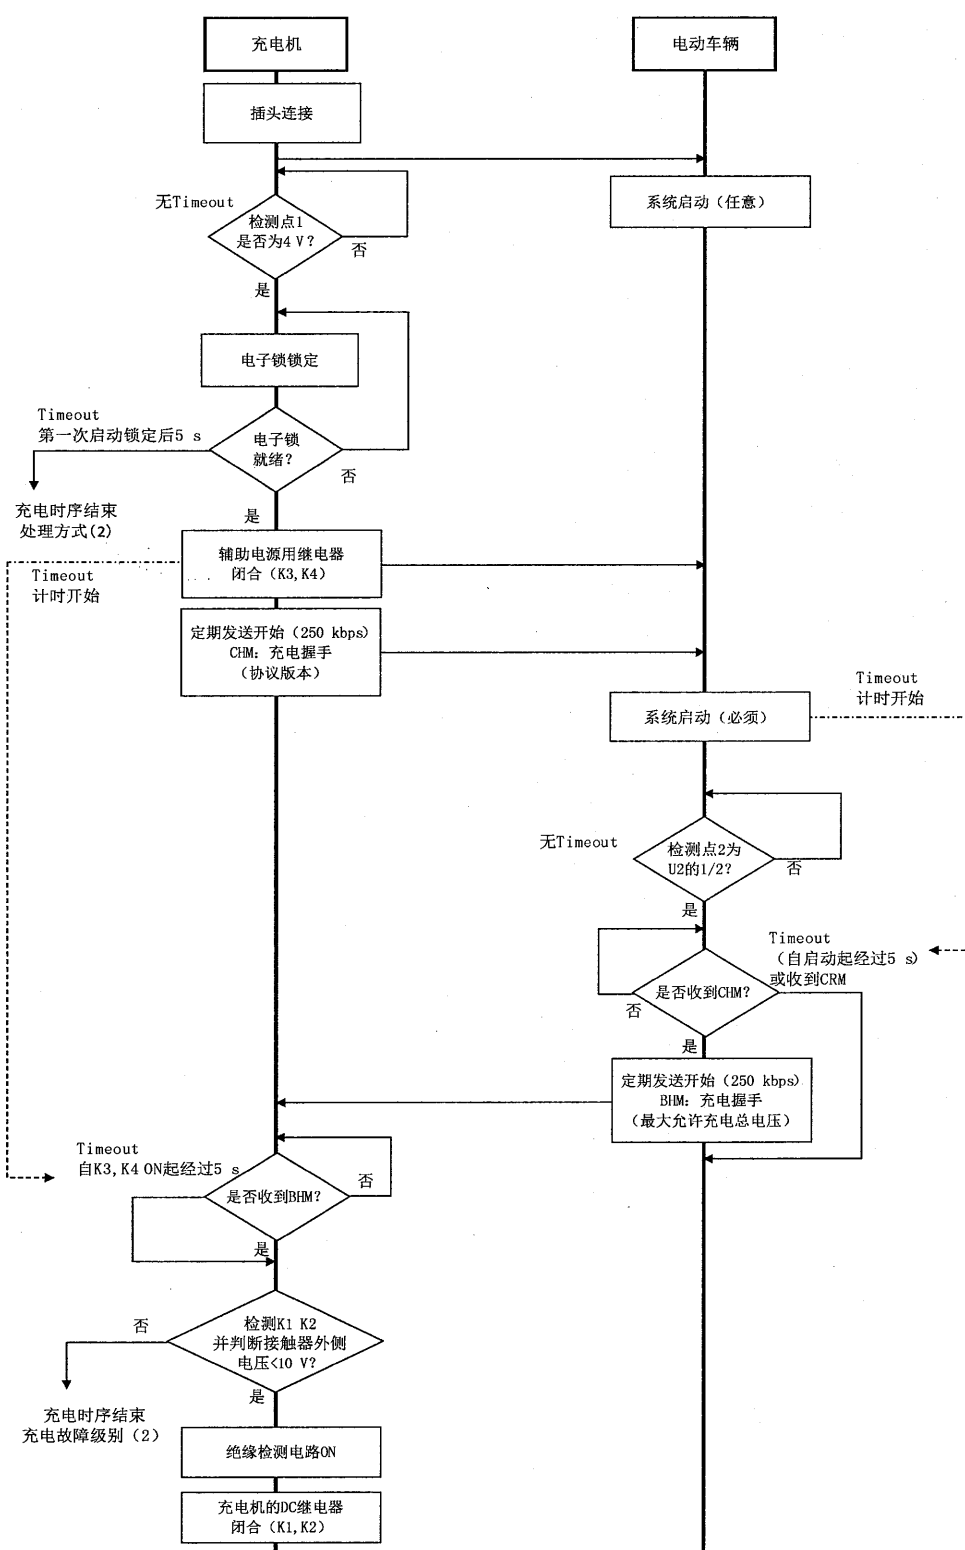 充电机
电动车辆
插头连接
系统启动（任意）
无Timeout
检测点1
是否为4 V？
否
是
电子锁锁定
Timeout
第一次启动锁定后5 s
电子锁
就绪？
否
充电时序结束
处理方式(2)
是
辅助电源用继电器
闭合（K3,K4）
Timeout
计时开始
定期发送开始（250 kbps）
CHM: 充电握手
（协议版本）
Timeout
计时开始
系统启动（必须）
无Timeout
检测点2为
U2的1/2？
否
是
Timeout
（自启动起经过5 s）
或收到CRM
是否收到CHM？
否
是
定期发送开始（250 kbps）
BHM: 充电握手
（最大允许充电总电压）
Timeout
自K3,K4 ON起经过5 s
是否收到BHM？
否
是
检测K1 K2
并判断接触器外侧
电压<10 V？
否
是
充电时序结束
充电故障级别（2）
绝缘检测电路ON
充电机的DC继电器
闭合（K1,K2）